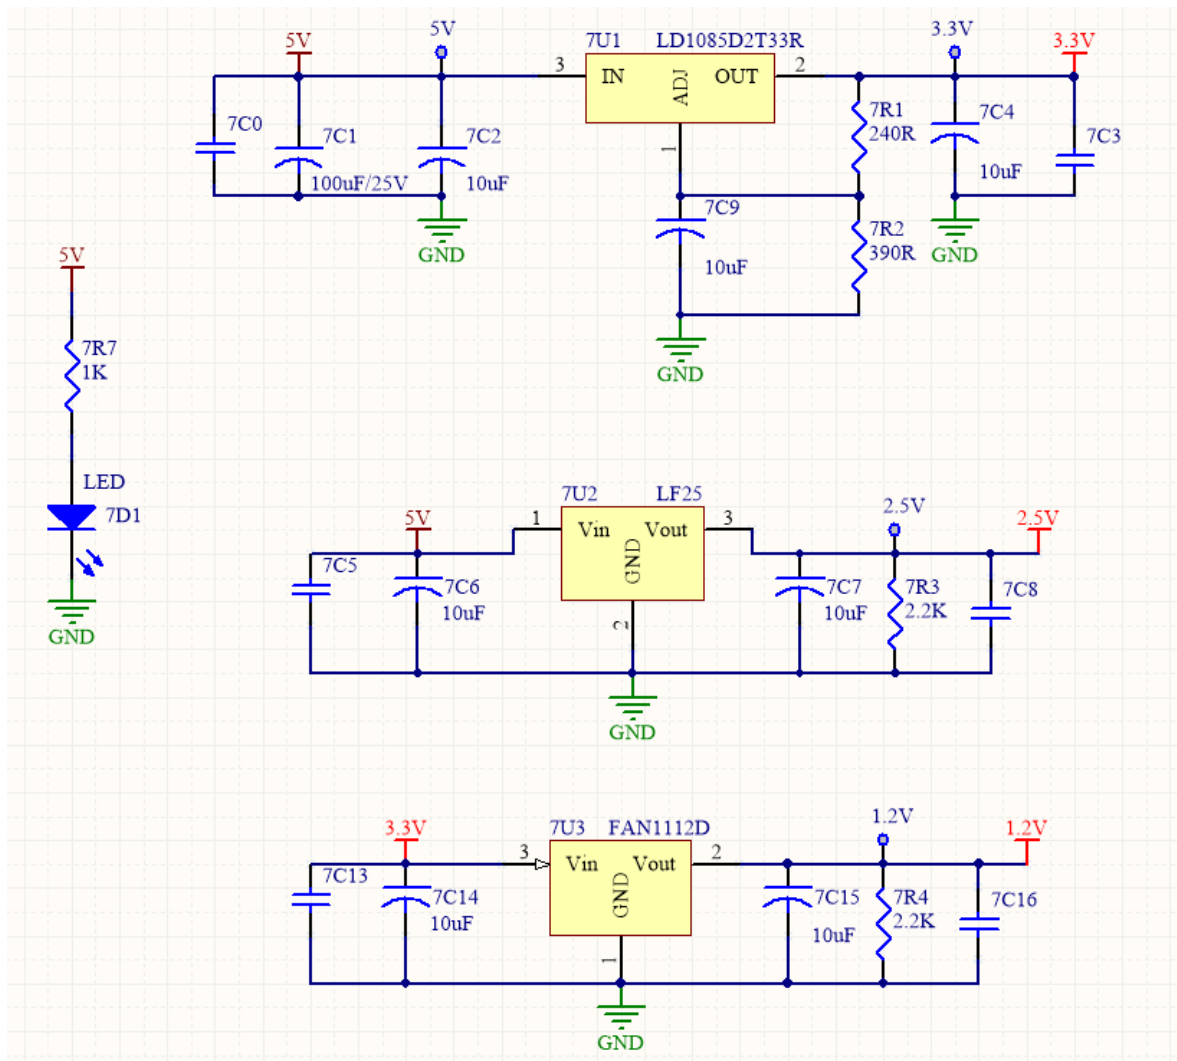 5V
5V
7U1
LD1085D2T33R
3.3V
3.3V
3
IN
ADJ
OUT
2
1
7C0
7C1
100uF/25V
7C2
10uF
GND
7R1
240R
7C4
10uF
7C3
GND
7C9
10uF
7R2
390R
GND
5V
7R7
1K
LED
7D1
GND
7U2
LF25
5V
1
Vin
GND
Vout
3
2
2.5V
2.5V
7C5
7C6
10uF
7C7
10uF
7R3
2.2K
7C8
GND
7U3
FAN1112D
3.3V
3
Vin
GND
Vout
2
1
1.2V
1.2V
7C13
7C14
10uF
7C15
10uF
7R4
2.2K
7C16
GND